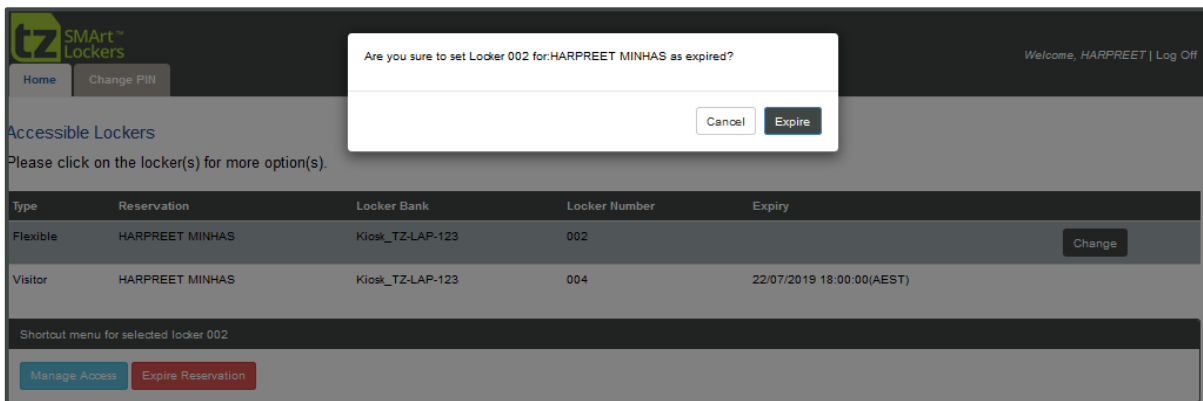 tz SMArt™
Lockers
Are you sure to set Locker 002 for:HARPREET MINHAS as expired?
Welcome, HARPREET | Log Off
Home Change PIN
Cancel Expire
Accessible Lockers
Please click on the locker(s) for more option(s).
Type Reservation Locker Bank Locker Number Expiry
Flexible HARPREET MINHAS Kiosk_TZ-LAP-123 002 Change
Visitor HARPREET MINHAS Kiosk_TZ-LAP-123 004 22/07/2019 18:00:00(AEST)
Shortcut menu for selected locker 002
Manage Access Expire Reservation